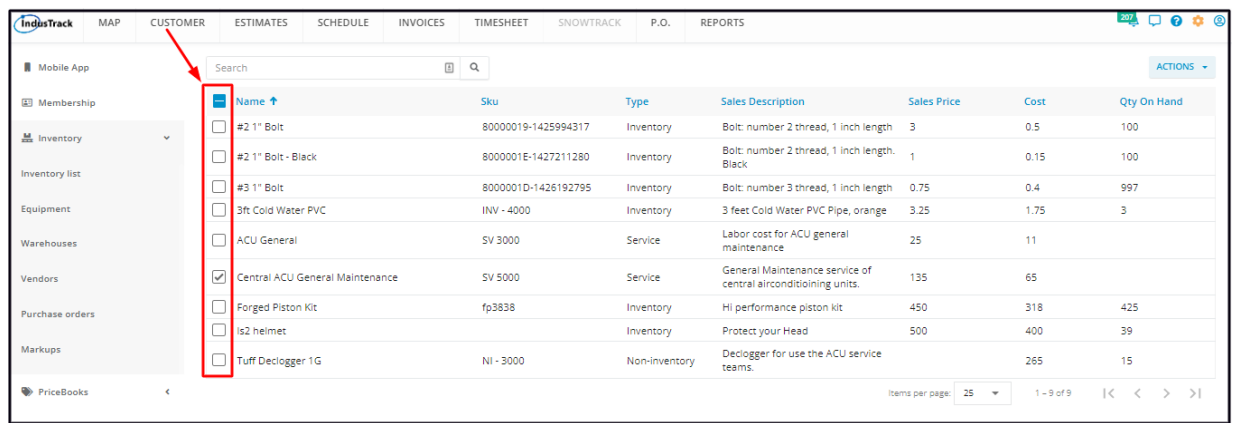 IndusTrack MAP CUSTOMER ESTIMATES SCHEDULE INVOICES TIMESHEET SNOWTRACK P.O. REPORTS 207
Mobile App
Membership
Inventory
Inventory list
Equipment
Warehouses
Vendors
Purchase orders
Markups
PriceBooks
Search ACTIONS
Name Sku Type Sales Description Sales Price Cost Qty On Hand
#2 1" Bolt 80000019-1425994317 Inventory Bolt: number 2 thread, 1 inch length 3 0.5 100
#2 1" Bolt - Black 8000001E-1427211280 Inventory Bolt: number 2 thread, 1 inch length. 1 0.15 100
Black
#3 1" Bolt 8000001D-1426192795 Inventory Bolt: number 3 thread, 1 inch length 0.75 0.4 997
3ft Cold Water PVC INV - 4000 Inventory 3 feet Cold Water PVC Pipe, orange 3.25 1.75 3
ACU General SV 3000 Service Labor cost for ACU general 25 11
maintenance
Central ACU General Maintenance SV 5000 Service General Maintenance service of 135 65
central airconditioining units.
Forged Piston Kit fp3838 Inventory Hi performance piston kit 450 318 425
ls2 helmet Inventory Protect your Head 500 400 39
Tuff Declogger 1G NI - 3000 Non-inventory Declogger for use the ACU service 265 15
teams.
Items per page: 25 1 – 9 of 9